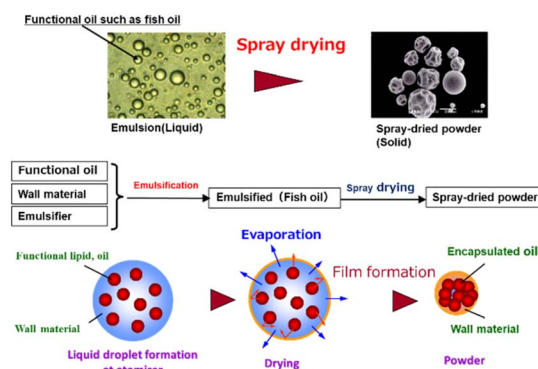 Functional oil such as fish oil
Spray drying
Emulsion(Liquid)
Spray-dried powder
(Solid)
Functional oil
Wall material
Emulsifier
Emulsification
Emulsified (Fish oil)
Spray drying
Spray-dried powder
Functional lipid, oil
Wall material
Liquid droplet formation
at atomizer
Evaporation
Film formation
Drying
Encapsulated oil
Wall material
Powder